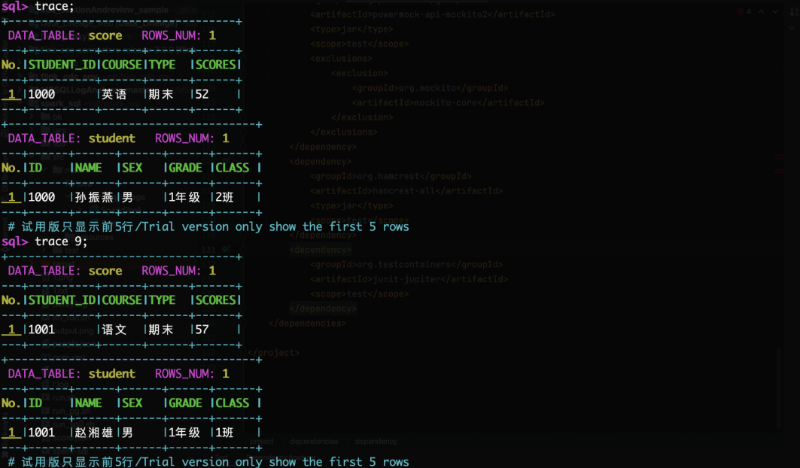 sql> trace;
DATA_TABLE: score ROWS_NUM: 1
No.|STUDENT_ID|COURSE|TYPE |SCORES|
1 |1000 |英语 |期末 |52 |
DATA_TABLE: student ROWS_NUM: 1
No.|ID |NAME |SEX |GRADE |CLASS |
1 |1000 |孙振燕|男 |1年级 |2班 |
# 试用版只显示前5行/Trial version only show the first 5 rows
sql> trace 9;
DATA_TABLE: score ROWS_NUM: 1
No.|STUDENT_ID|COURSE|TYPE |SCORES|
1 |1001 |语文 |期末 |57 |
DATA_TABLE: student ROWS_NUM: 1
No.|ID |NAME |SEX |GRADE |CLASS |
1 |1001 |赵湘雄|男 |1年级 |1班 |
# 试用版只显示前5行/Trial version only show the first 5 rows
<artifactId>powermock-api-mockito2</artifactId>
<type>jar</type>
<scope>test</scope>
<exclusions>
<exclusion>
<groupId>org.mockito</groupId>
<artifactId>mockito-core</artifactId>
</exclusion>
</exclusions>
</dependency>
<dependency>
<groupId>org.hamcrest</groupId>
<artifactId>hamcrest-all</artifactId>
<type>jar</type>
<scope>test</scope>
</dependency>
<dependency>
<groupId>org.testcontainers</groupId>
<artifactId>junit-jupiter</artifactId>
<scope>test</scope>
</dependency>
</dependencies>
</project>
project dependencies dependency